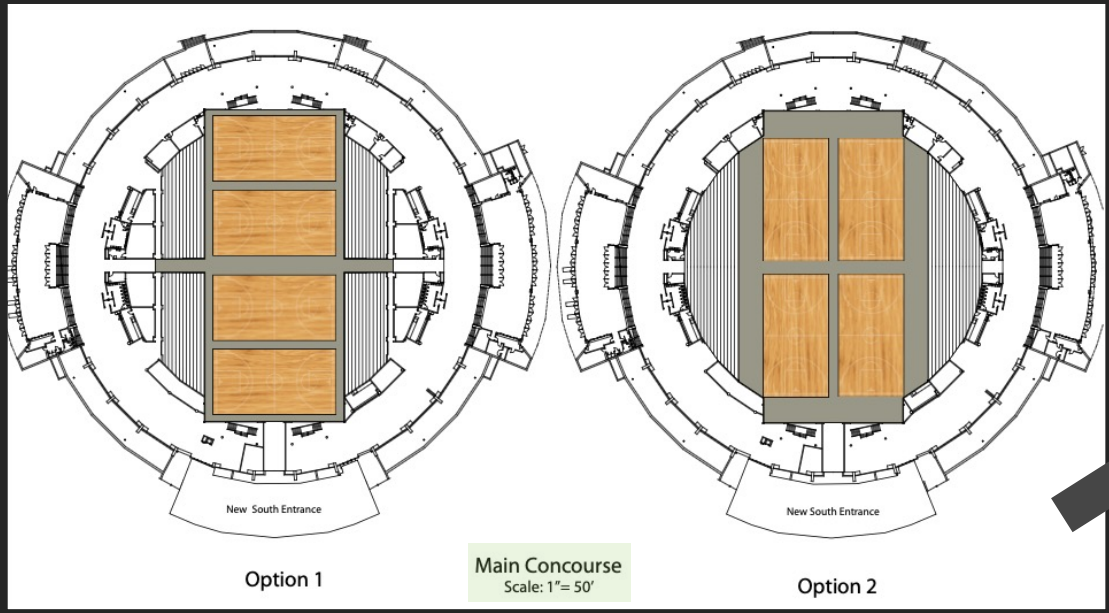 New South Entrance
New South Entrance
Option 1
Main Concourse
Scale: 1”= 50’
Option 2